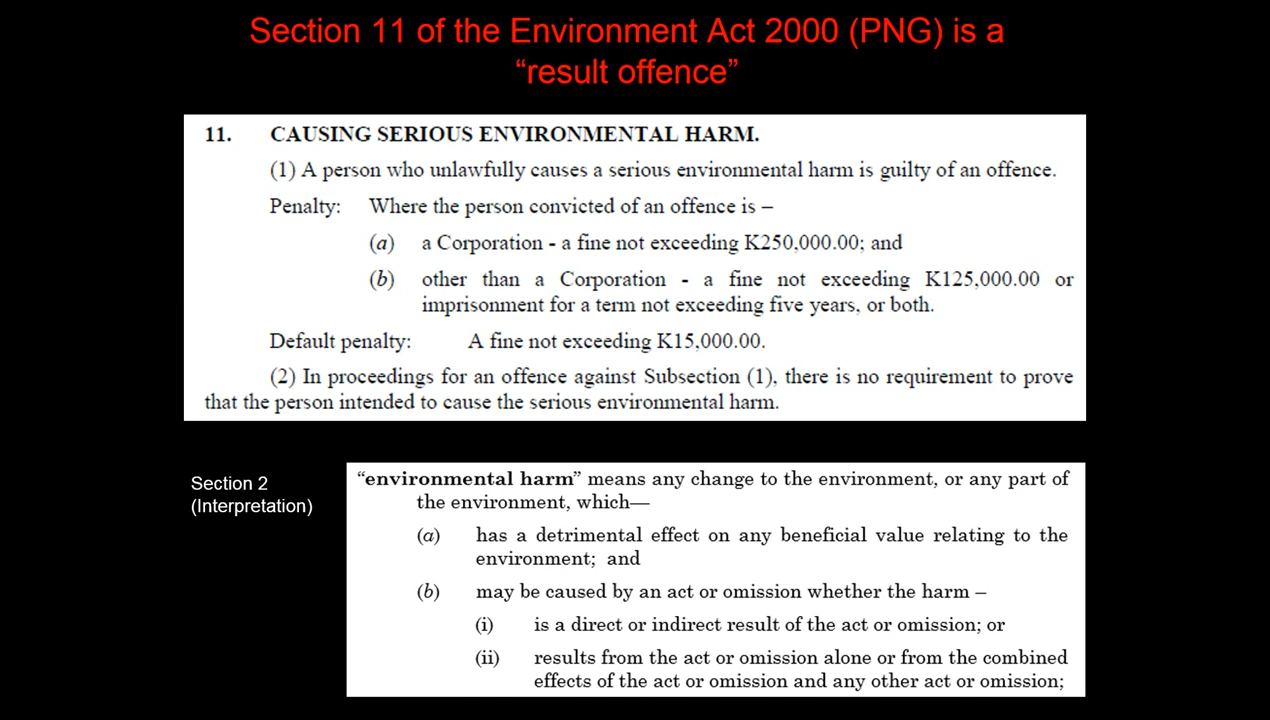 Section 11 of the Environment Act 2000 (PNG) is a
“result offence”
11. CAUSING SERIOUS ENVIRONMENTAL HARM.
(1) A person who unlawfully causes a serious environmental harm is guilty of an offence.
Penalty: Where the person convicted of an offence is –
(a) a Corporation - a fine not exceeding K250,000.00; and
(b) other than a Corporation - a fine not exceeding K125,000.00 or
imprisonment for a term not exceeding five years, or both.
Default penalty: A fine not exceeding K15,000.00.
(2) In proceedings for an offence against Subsection (1), there is no requirement to prove
that the person intended to cause the serious environmental harm.
Section 2
(Interpretation)
“environmental harm” means any change to the environment, or any part of
the environment, which—
(a) has a detrimental effect on any beneficial value relating to the
environment; and
(b) may be caused by an act or omission whether the harm –
(i) is a direct or indirect result of the act or omission; or
(ii) results from the act or omission alone or from the combined
effects of the act or omission and any other act or omission;